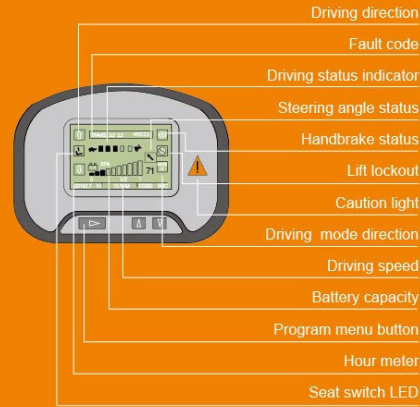 Driving direction
Fault code
Driving status indicator
Steering angle status
Handbrake status
Lift lockout
Caution light
Driving mode direction
Driving speed
Battery capacity
Program menu button
Hour meter
Seat switch LED
71